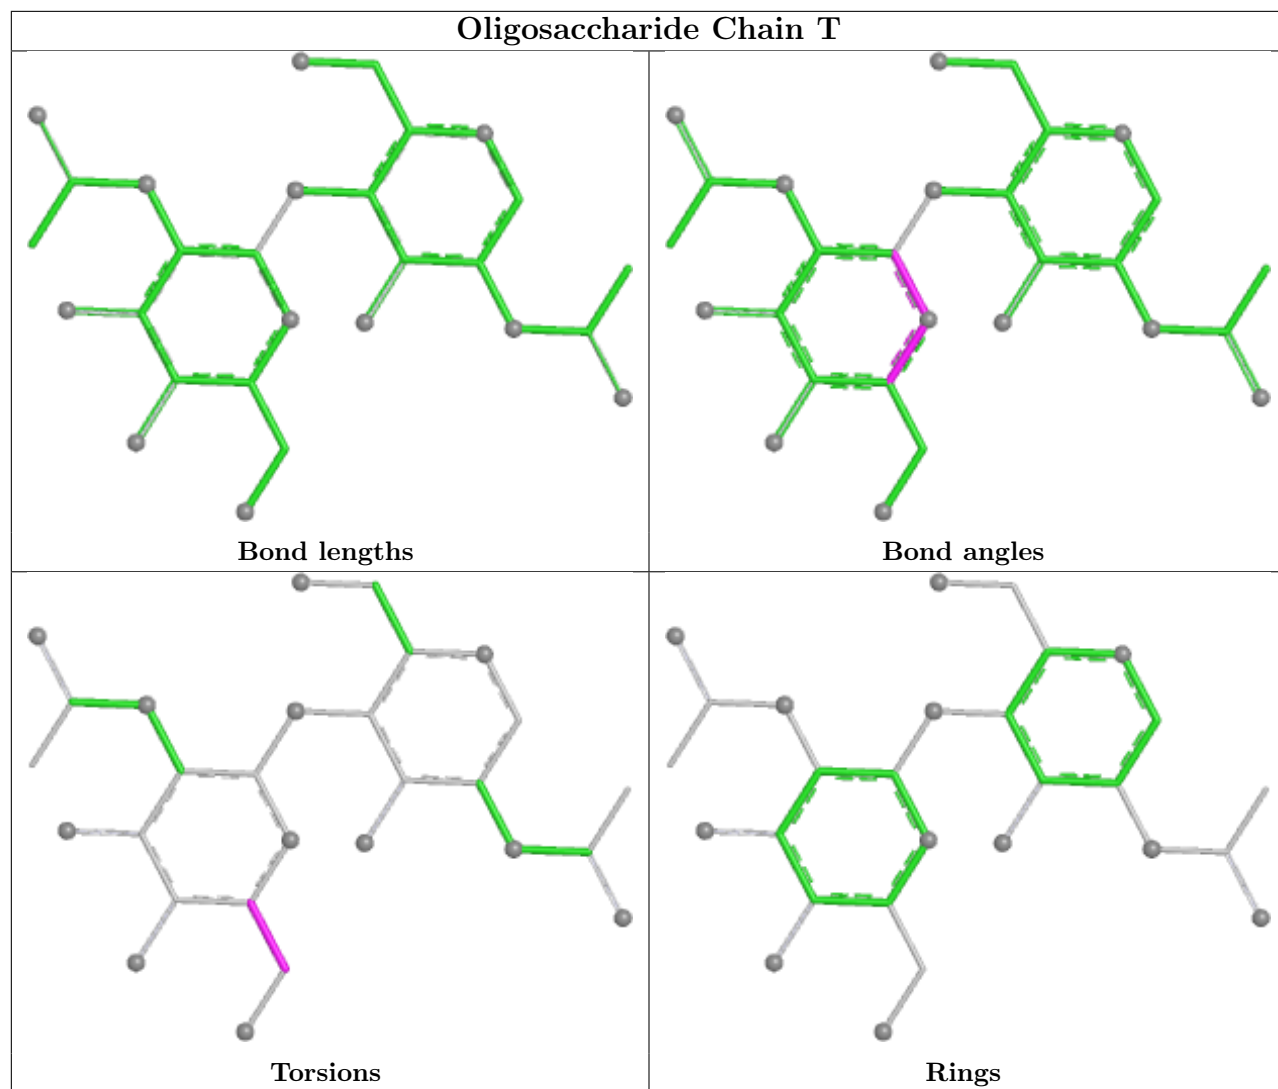 Oligosaccharide Chain T
Bond lengths
Bond angles
Torsions
Rings